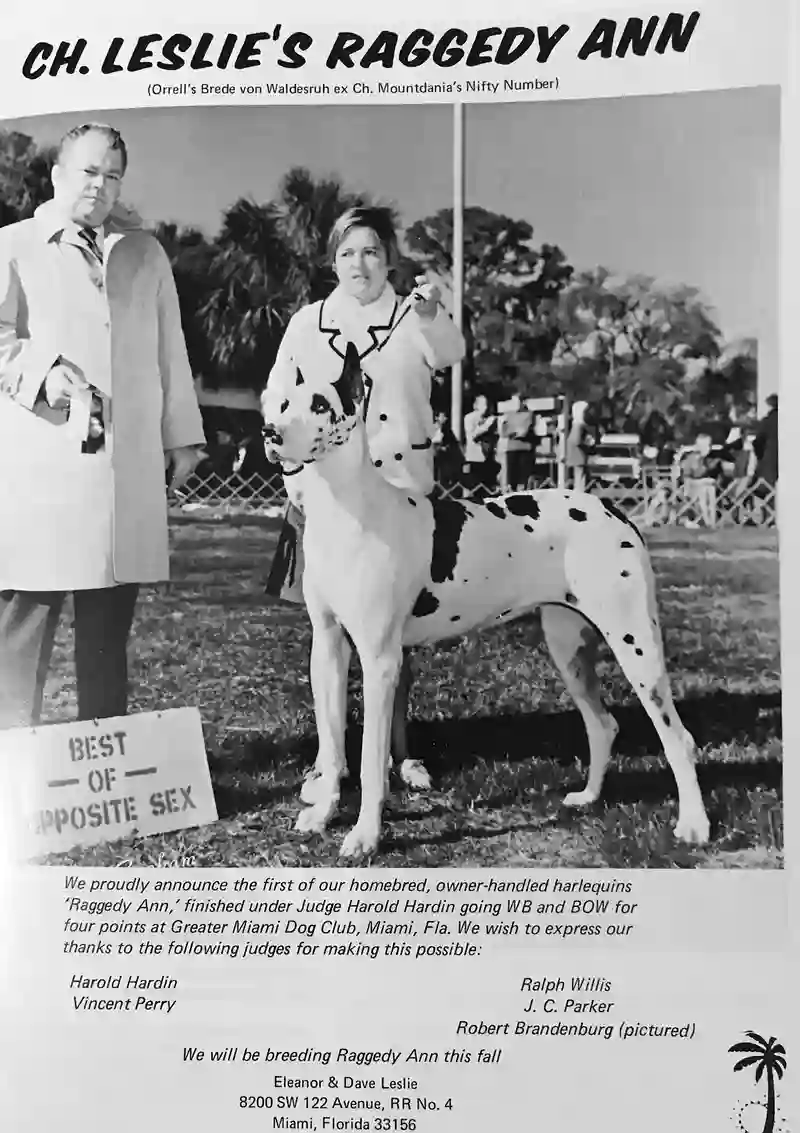 CH. LESLIE'S RAGGEDY ANN
(Orrell's Brede von Waldesruh ex Ch. Mountdania's Nifty Number)
BEST
— OF —
OPPOSITE SEX
We proudly announce the first of our homebred, owner-handled harlequins
'Raggedy Ann,' finished under Judge Harold Hardin going WB and BOW for
four points at Greater Miami Dog Club, Miami, Fla. We wish to express our
thanks to the following judges for making this possible:
Harold Hardin
Vincent Perry
Ralph Willis
J. C. Parker
Robert Brandenburg (pictured)
We will be breeding Raggedy Ann this fall
Eleanor & Dave Leslie
8200 SW 122 Avenue, RR No. 4
Miami, Florida 33156